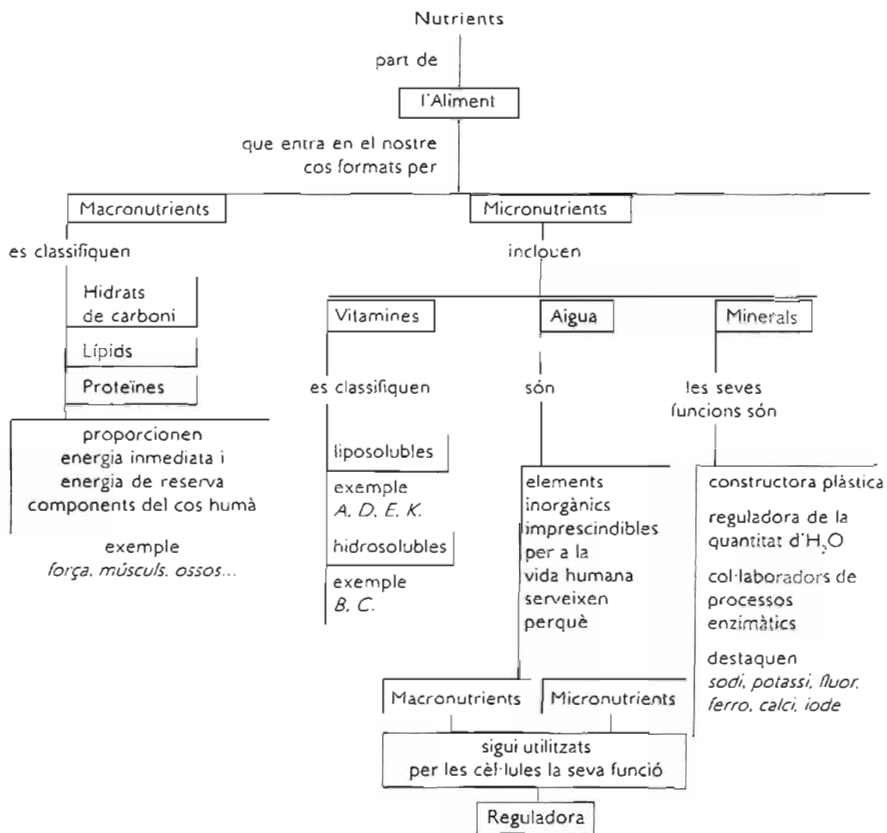 Nutrients
part de
l'Aliment
que entra en el nostre
cos formats per
Macronutrients
es classifiquen
Hidrats
de carboni
Lípids
Proteïnes
proporcionen
energia inmediata i
energia de reserva
components del cos humà
exemple
força, músculs, ossos...
Micronutrients
inclouen
Vitamines
es classifiquen
liposolubles
exemple
A, D, E, K.
hidrosolubles
exemple
B, C.
Aigua
són
elements
inorgànics
imprescindibles
per a la
vida humana
serveixen
perquè
Macronutrients
Micronutrients
sigui utilitzats
per les cèl·lules la seva funció
Reguladora
Minerals
les seves
funcions són
constructora plàstica
reguladora de la
quantitat d'H₂O
col·laboradors de
processos
enzimàtics
destaquen
sodi, potassi, fluor,
ferro, calci, iode